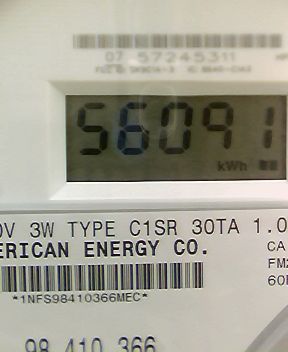 07 57245311
56091
kWh
0V 3W TYPE C1SR 30TA 1.0
ERICAN ENERGY CO.
CA
FM2
60
*1NFS98410366MEC*
98 410 366